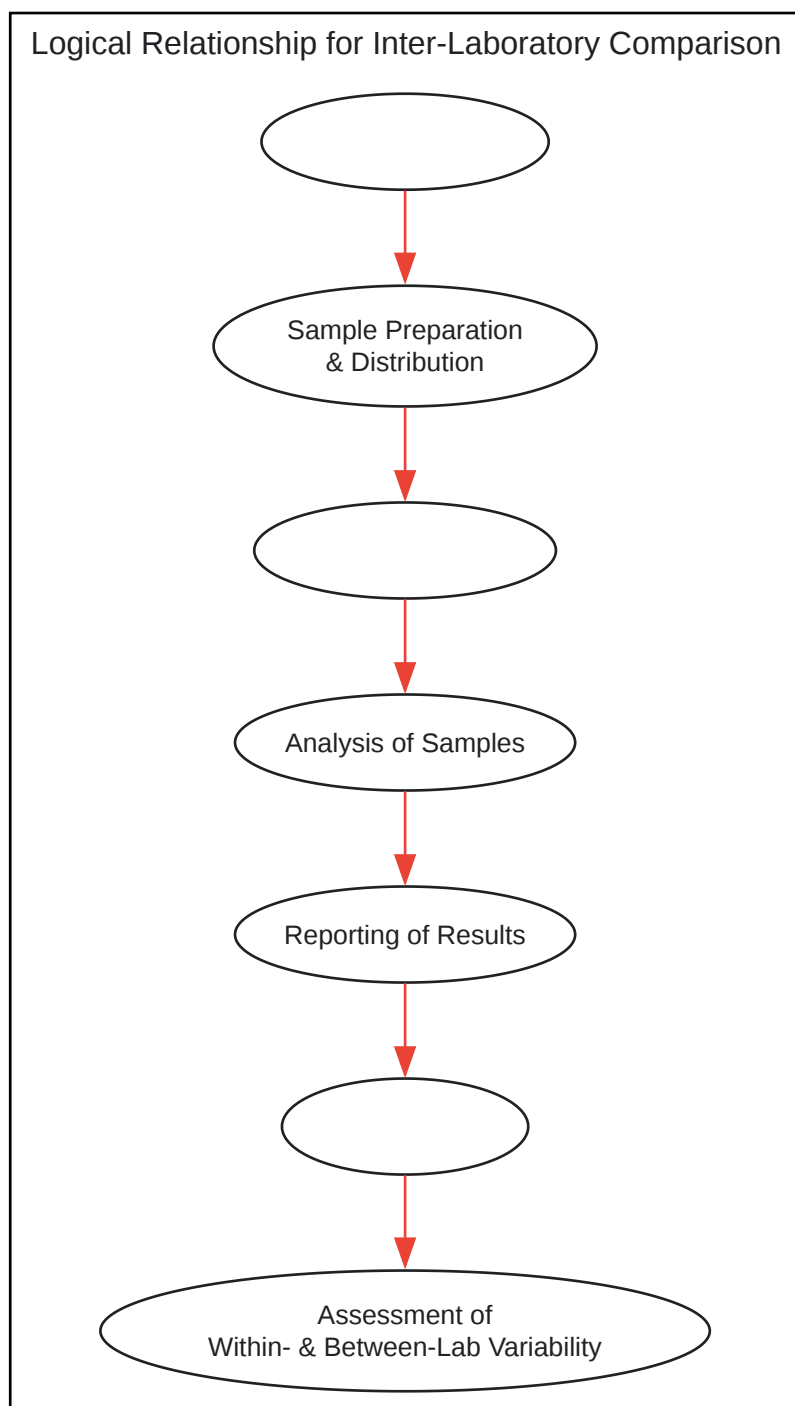 Logical Relationship for Inter-Laboratory Comparison
Sample Preparation
& Distribution
Analysis of Samples
Reporting of Results
Assessment of
Within- & Between-Lab Variability